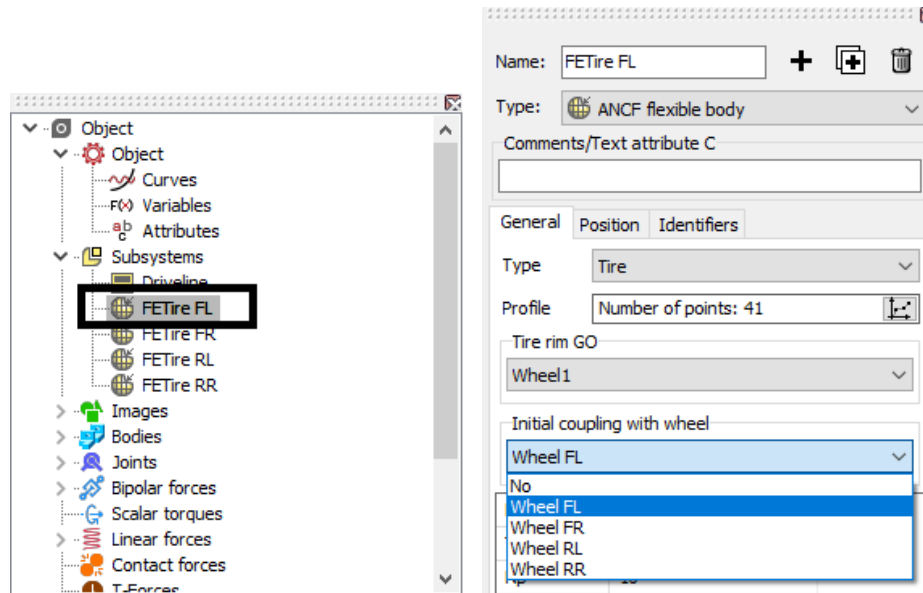 Object
Object
Curves
F(x) Variables
ab c Attributes
Subsystems
Driveline
FETire FL
FETire FR
FETire RL
FETire RR
Images
Bodies
Joints
Bipolar forces
Scalar torques
Linear forces
Contact forces
T-Forces
Name: FETire FL
Type: ANCF flexible body
Comments/Text attribute C
General Position Identifiers
Type Tire
Profile Number of points: 41
Tire rim GO
Wheel1
Initial coupling with wheel
Wheel FL
No
Wheel FL
Wheel FR
Wheel RL
Wheel RR